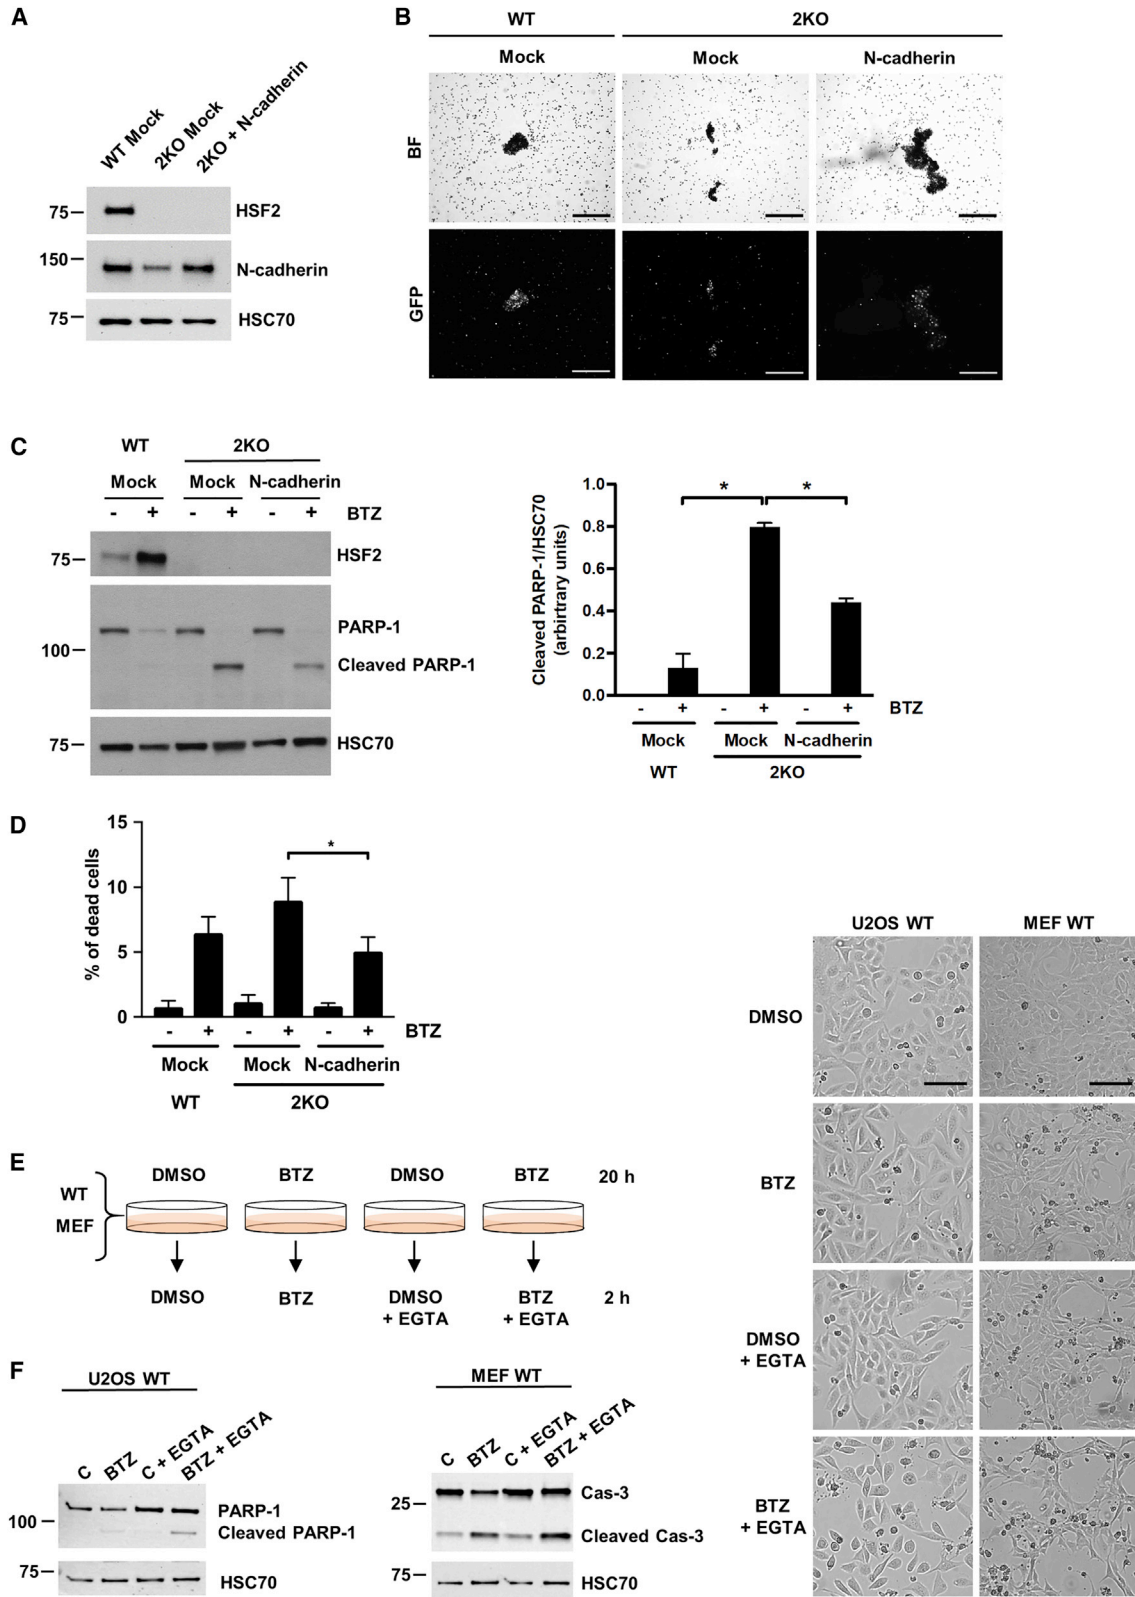 A
WT Mock
2KO Mock
2KO + N-cadherin
75
HSF2
150
N-cadherin
75
HSC70
B
WT
2KO
Mock
Mock
N-cadherin
BF
GFP
C
WT
2KO
Mock
Mock
N-cadherin
- + - + - + BTZ
75
HSF2
PARP-1
100
Cleaved PARP-1
75
HSC70
Cleaved PARP-1/HSC70
(arbirtrary units)
1.0
0.8
0.6
0.4
0.2
0.0
*
*
- + - + - + BTZ
Mock
Mock
N-cadherin
WT
2KO
D
% of dead cells
15
10
5
0
*
- + - + - + BTZ
Mock
Mock
N-cadherin
WT
2KO
E
WT
MEF
DMSO
BTZ
DMSO
BTZ
20 h
DMSO
BTZ
DMSO
+ EGTA
BTZ
+ EGTA
2 h
U2OS WT
MEF WT
DMSO
BTZ
DMSO
+ EGTA
BTZ
+ EGTA
F
U2OS WT
C
BTZ
C + EGTA
BTZ + EGTA
PARP-1
100
Cleaved PARP-1
75
HSC70
MEF WT
C
BTZ
C + EGTA
BTZ + EGTA
Cas-3
25
Cleaved Cas-3
75
HSC70